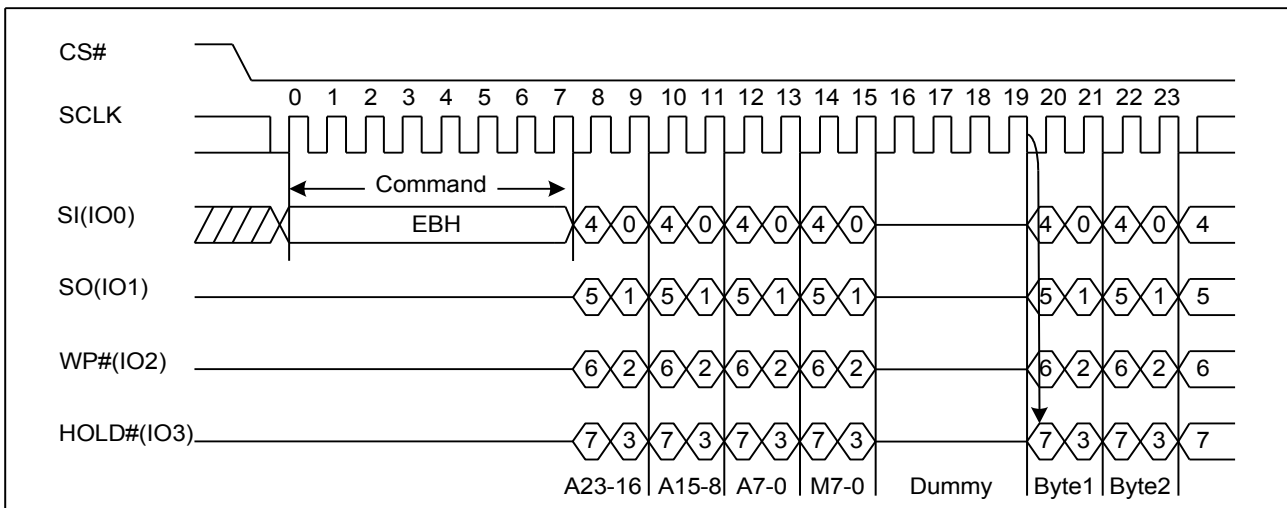 CS#
0 1 2 3 4 5 6 7 8 9 10 11 12 13 14 15 16 17 18 19 20 21 22 23
SCLK
Command
SI(IO0)
EBH 4 0 4 0 4 0 4 0 4 0 4 0 4
SO(IO1)
5 1 5 1 5 1 5 1 5 1 5 1 5
WP#(IO2)
6 2 6 2 6 2 6 2 6 2 6 2 6
HOLD#(IO3)
7 3 7 3 7 3 7 3 7 3 7 3 7
A23-16 A15-8 A7-0 M7-0 Dummy Byte1 Byte2